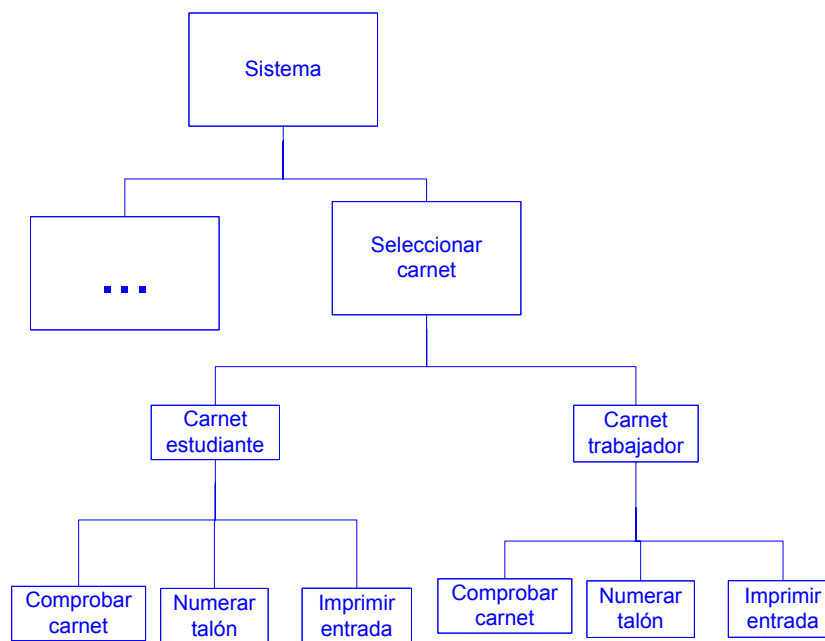 Sistema
...
Seleccionar
carnet
Carnet
estudiante
Carnet
trabajador
Comprobar
carnet
Numerar
talón
Imprimir
entrada
Comprobar
carnet
Numerar
talón
Imprimir
entrada